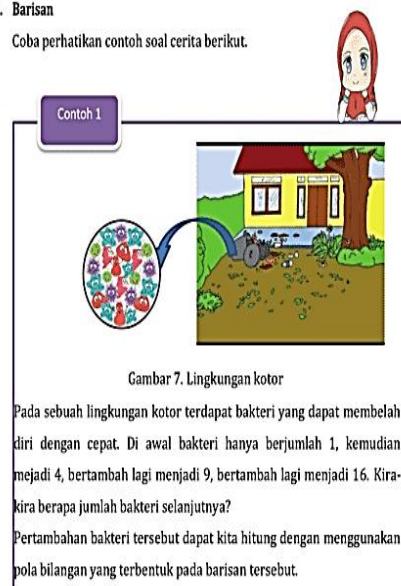 . Barisan
Coba perhatikan contoh soal cerita berikut.
Contoh 1
Gambar 7. Lingkungan kotor
Pada sebuah lingkungan kotor terdapat bakteri yang dapat membelah
diri dengan cepat. Di awal bakteri hanya berjumlah 1, kemudian
mejadi 4, bertambah lagi menjadi 9, bertambah lagi menjadi 16. Kira-
kira berapa jumlah bakteri selanjutnya?
Pertambahan bakteri tersebut dapat kita hitung dengan menggunakan
pola bilangan yang terbentuk pada barisan tersebut.